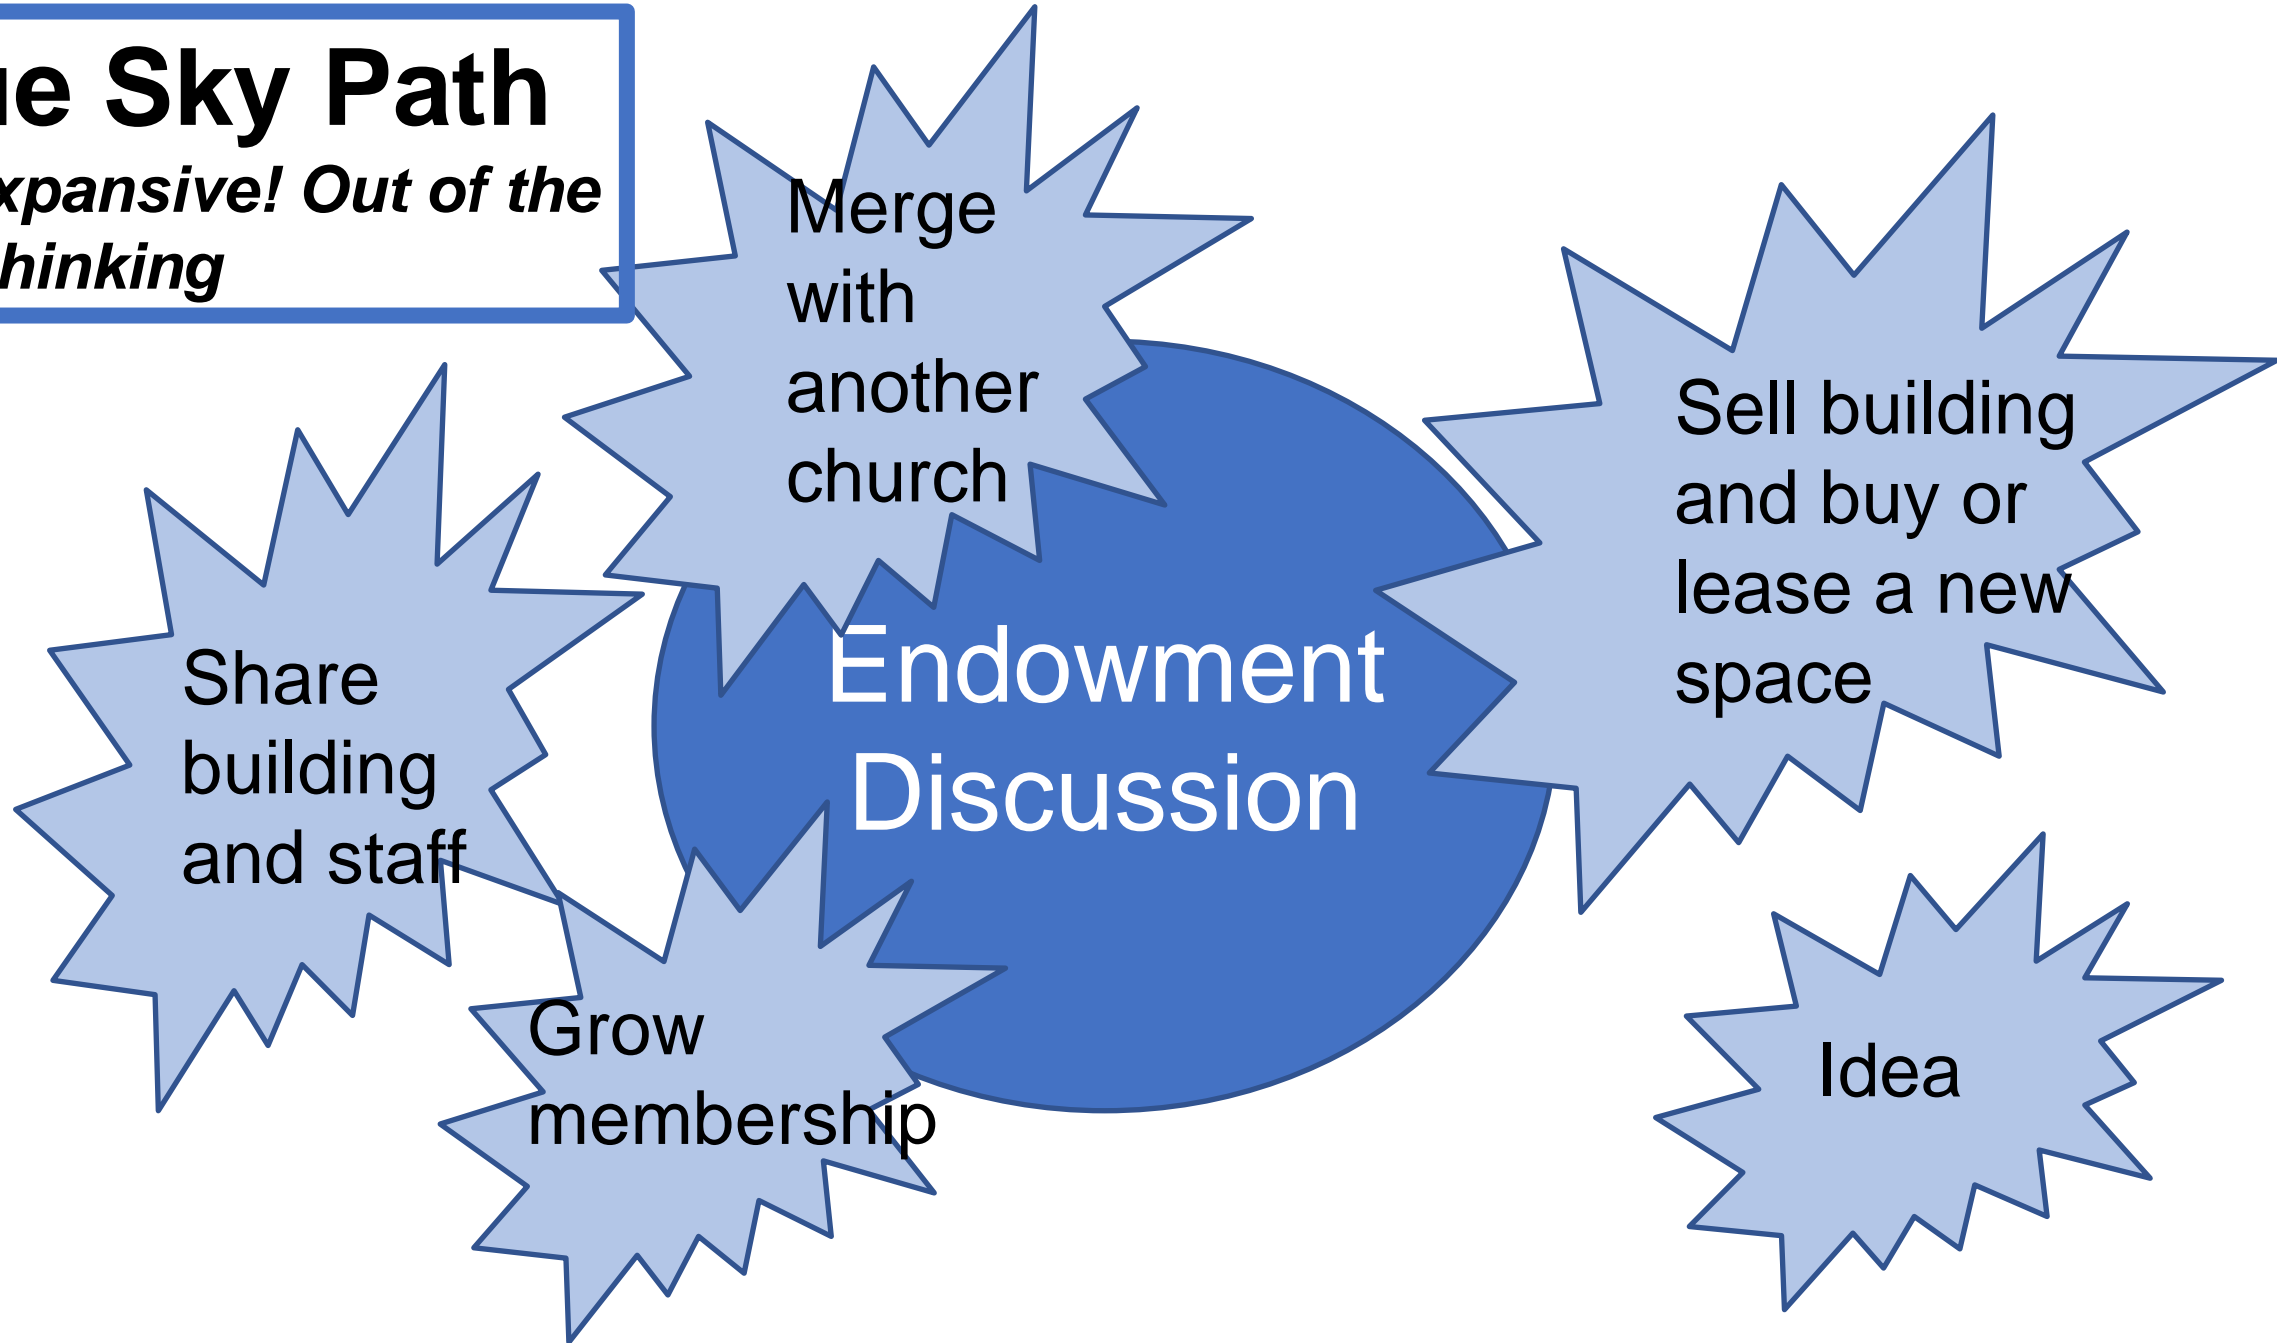 ue Sky Path
xpansive! Out of the
hinking
Merge
with
another
church
Sell building
and buy or
lease a new
space
Share
building
and staff
Endowment
Discussion
Grow
membership
Idea